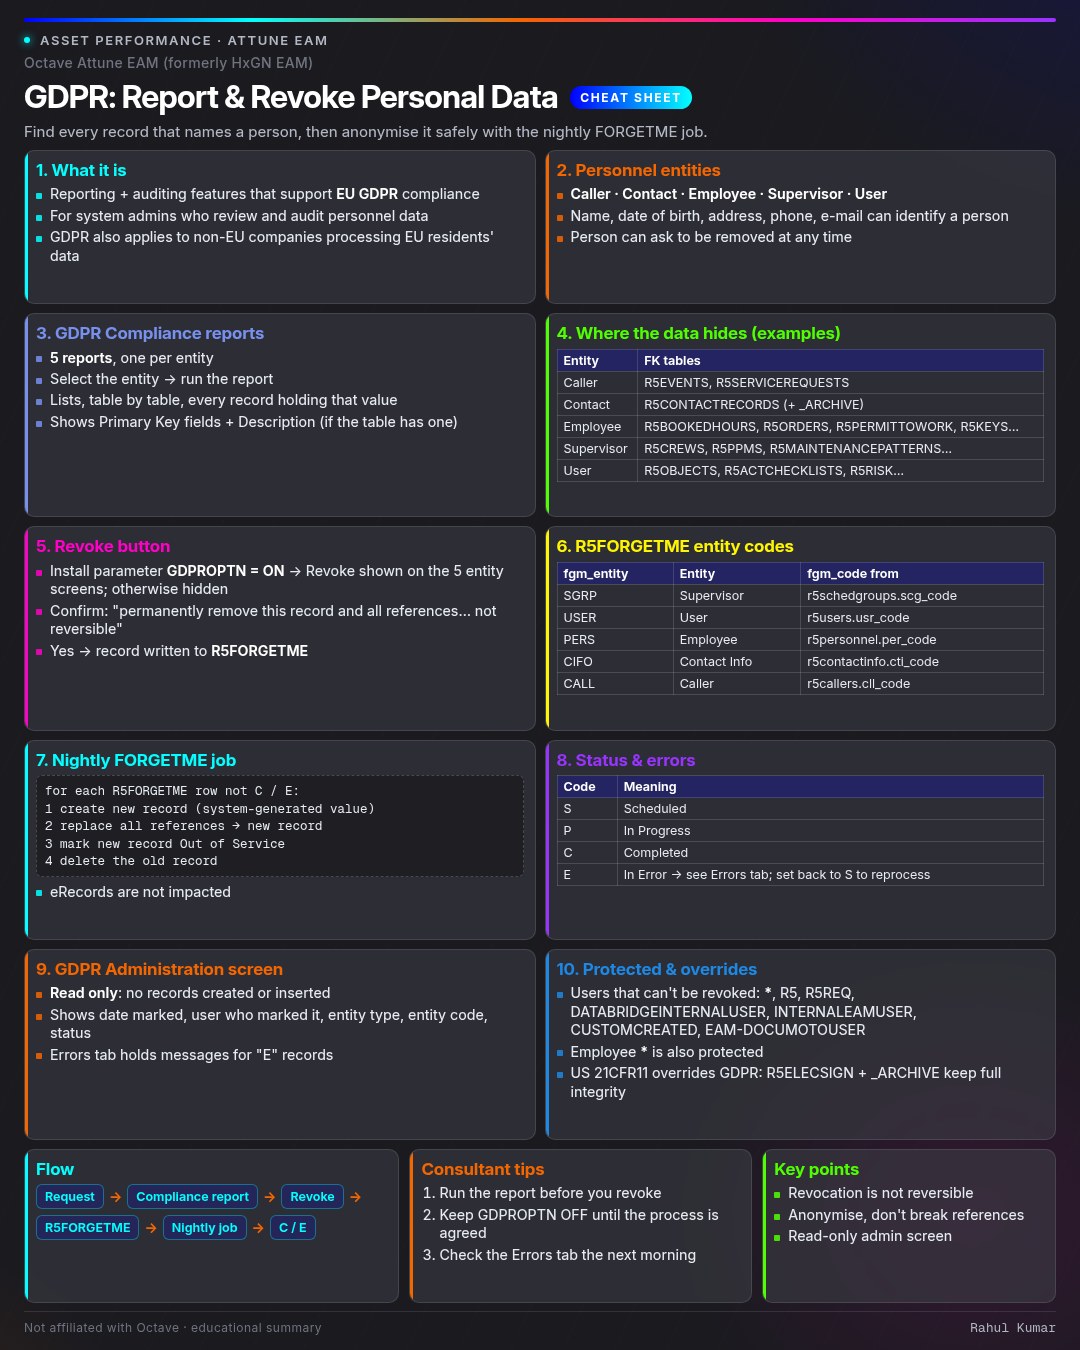 ASSET PERFORMANCE · ATTUNE EAM
Octave Attune EAM (formerly HxGN EAM)
GDPR: Report & Revoke Personal Data
CHEAT SHEET
Find every record that names a person, then anonymise it safely with the nightly FORGETME job.
1. What it is
Reporting + auditing features that support EU GDPR compliance
For system admins who review and audit personnel data
GDPR also applies to non-EU companies processing EU residents'
data
2. Personnel entities
Caller · Contact · Employee · Supervisor · User
Name, date of birth, address, phone, e-mail can identify a person
Person can ask to be removed at any time
3. GDPR Compliance reports
5 reports, one per entity
Select the entity → run the report
Lists, table by table, every record holding that value
Shows Primary Key fields + Description (if the table has one)
4. Where the data hides (examples)
Entity FK tables
Caller R5EVENTS, R5SERVICEREQUESTS
Contact R5CONTACTRECORDS (+ _ARCHIVE)
Employee R5BOOKEDHOURS, R5ORDERS, R5PERMITTOWORK, R5KEYS...
Supervisor R5CREWS, R5PPMS, R5MAINTENANCEPATTERNS...
User R5OBJECTS, R5ACTCHECKLISTS, R5RISK...
5. Revoke button
Install parameter GDPROPTN = ON → Revoke shown on the 5 entity
screens; otherwise hidden
Confirm: "permanently remove this record and all references... not
reversible"
Yes → record written to R5FORGETME
6. R5FORGETME entity codes
fgm_entity Entity fgm_code from
SGRP Supervisor r5schedgroups.scg_code
USER User r5users.usr_code
PERS Employee r5personnel.per_code
CIFO Contact Info r5contactinfo.cti_code
CALL Caller r5callers.cll_code
7. Nightly FORGETME job
for each R5FORGETME row not C / E:
1 create new record (system-generated value)
2 replace all references → new record
3 mark new record Out of Service
4 delete the old record
eRecords are not impacted
8. Status & errors
Code Meaning
S Scheduled
P In Progress
C Completed
E In Error → see Errors tab; set back to S to reprocess
9. GDPR Administration screen
Read only: no records created or inserted
Shows date marked, user who marked it, entity type, entity code,
status
Errors tab holds messages for "E" records
10. Protected & overrides
Users that can't be revoked: *, R5, R5REQ,
DATABRIDGEINTERNALUSER, INTERNALEAMUSER,
CUSTOMCREATED, EAM-DOCUMOTOUSER
Employee * is also protected
US 21CFR11 overrides GDPR: R5ELECSIGN + _ARCHIVE keep full
integrity
Flow
Request → Compliance report → Revoke →
R5FORGETME → Nightly job → C / E
Consultant tips
1. Run the report before you revoke
2. Keep GDPROPTN OFF until the process is
agreed
3. Check the Errors tab the next morning
Key points
Revocation is not reversible
Anonymise, don't break references
Read-only admin screen
Not affiliated with Octave · educational summary
Rahul Kumar